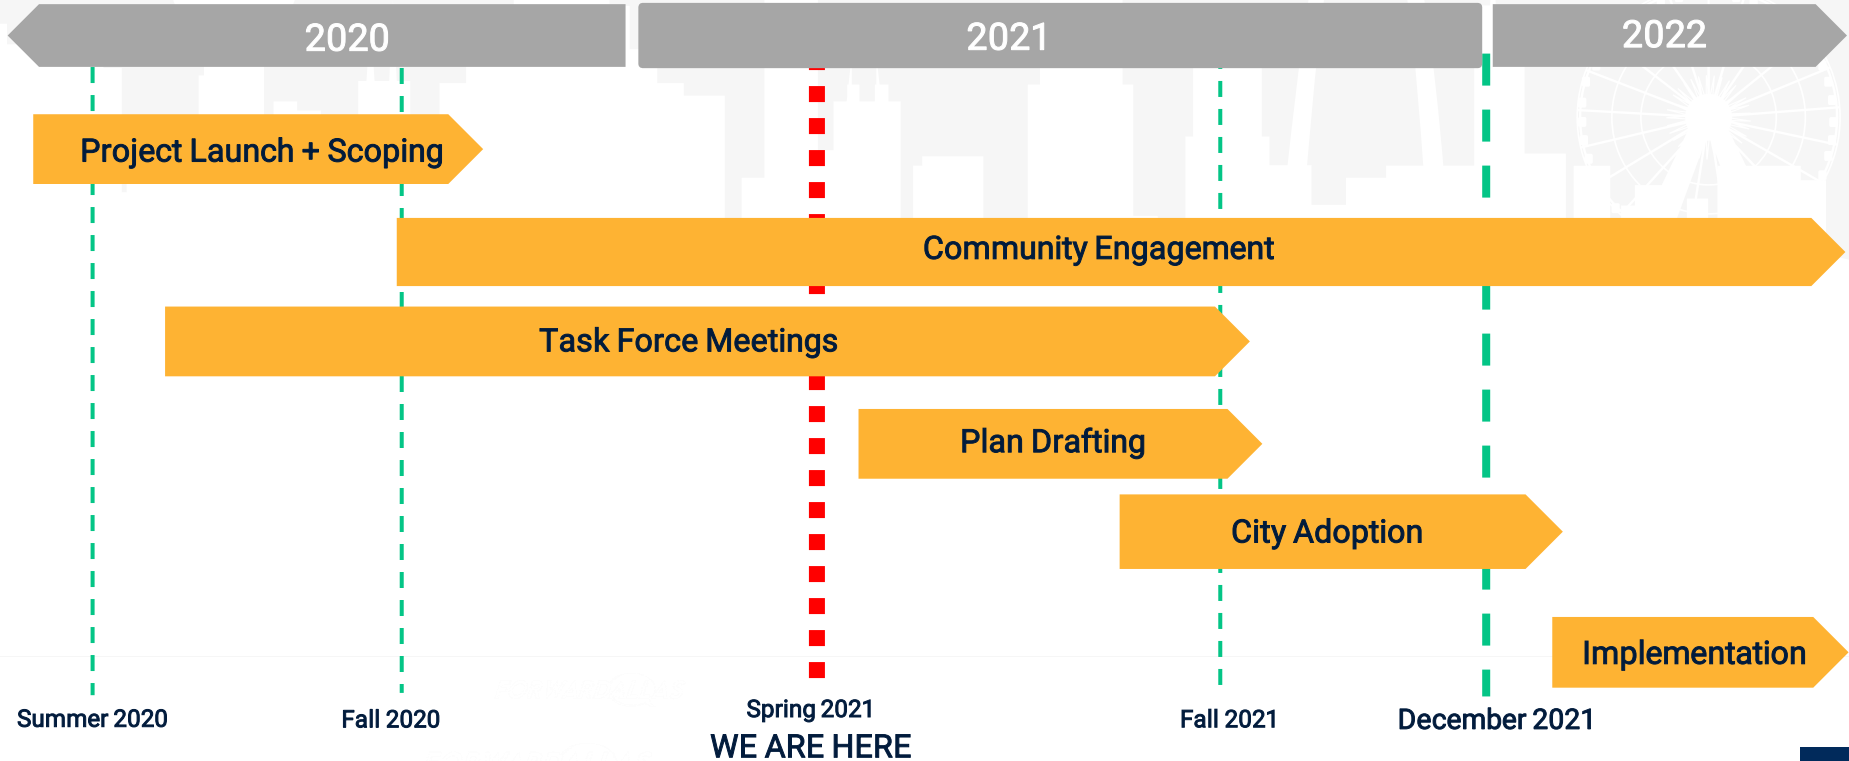 2020
2021
2022
Project Launch + Scoping
Community Engagement
Task Force Meetings
Plan Drafting
City Adoption
Implementation
Summer 2020
Fall 2020
Spring 2021
WE ARE HERE
Fall 2021
December 2021